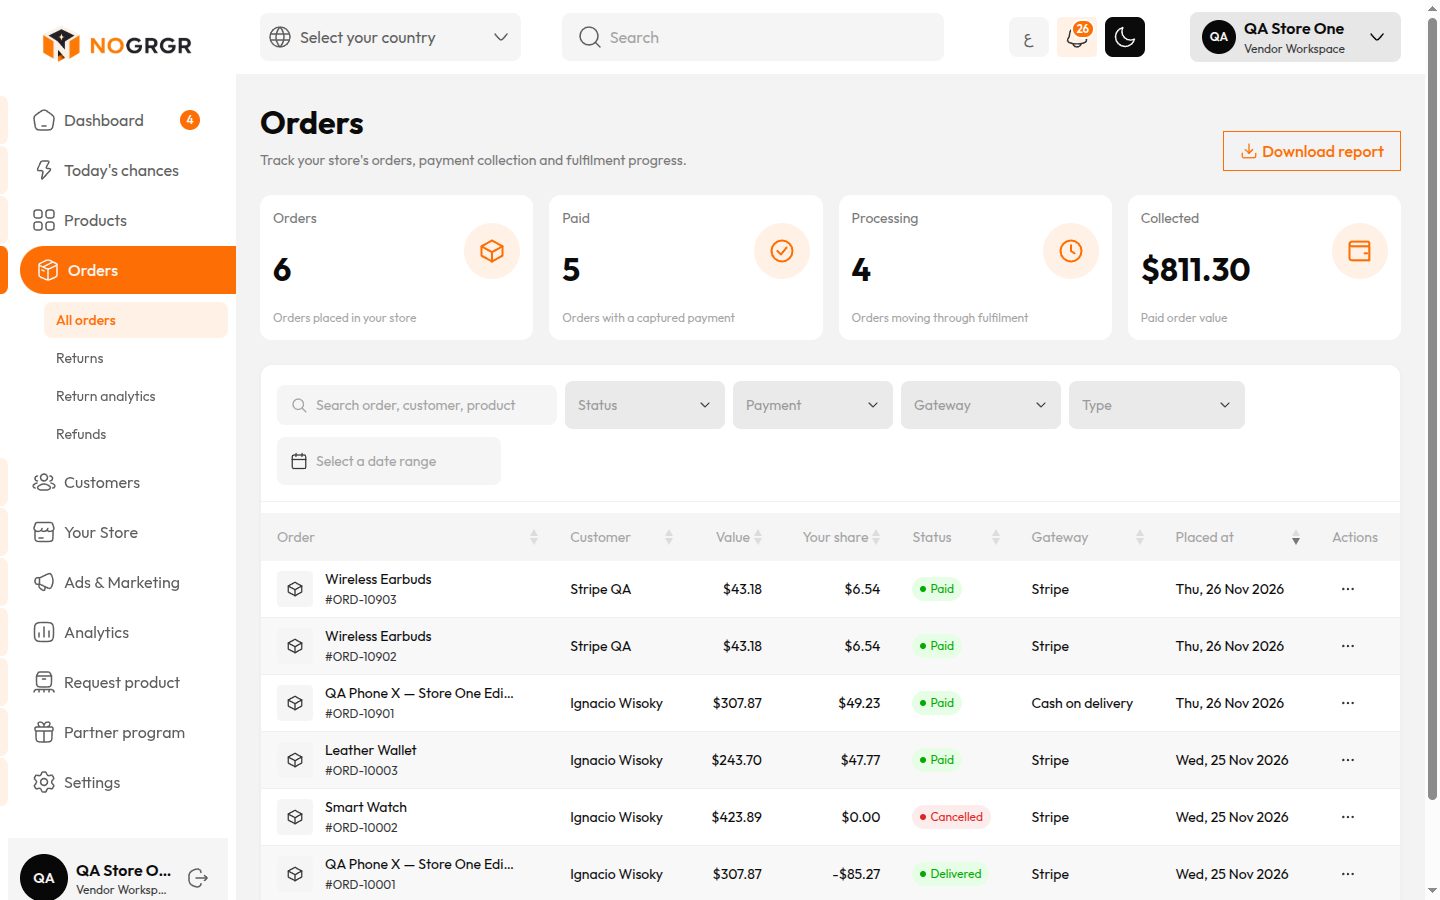 NOGRGR
Select your country
Search
ع
26
QA
QA Store One
Vendor Workspace
Dashboard
4
Today's chances
Products
Orders
All orders
Returns
Return analytics
Refunds
Customers
Your Store
Ads & Marketing
Analytics
Request product
Partner program
Settings
QA
QA Store O...
Vendor Worksp...
Orders
Track your store's orders, payment collection and fulfilment progress.
Download report
Orders
6
Orders placed in your store
Paid
5
Orders with a captured payment
Processing
4
Orders moving through fulfilment
Collected
$811.30
Paid order value
Search order, customer, product
Status
Payment
Gateway
Type
Select a date range
Order Customer Value Your share Status Gateway Placed at Actions
Wireless Earbuds
#ORD-10903
Stripe QA $43.18 $6.54 Paid Stripe Thu, 26 Nov 2026
Wireless Earbuds
#ORD-10902
Stripe QA $43.18 $6.54 Paid Stripe Thu, 26 Nov 2026
QA Phone X — Store One Edi...
#ORD-10901
Ignacio Wisoky $307.87 $49.23 Paid Cash on delivery Thu, 26 Nov 2026
Leather Wallet
#ORD-10003
Ignacio Wisoky $243.70 $47.77 Paid Stripe Wed, 25 Nov 2026
Smart Watch
#ORD-10002
Ignacio Wisoky $423.89 $0.00 Cancelled Stripe Wed, 25 Nov 2026
QA Phone X — Store One Edi...
#ORD-10001
Ignacio Wisoky $307.87 -$85.27 Delivered Stripe Wed, 25 Nov 2026